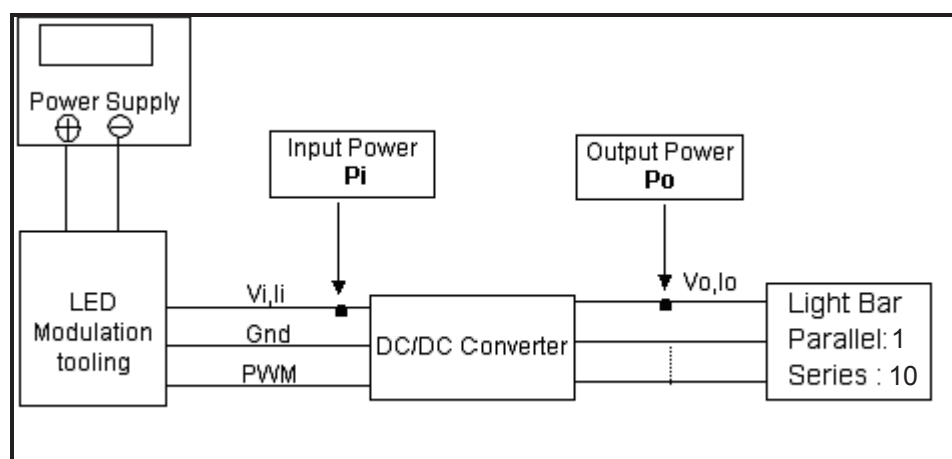 Power Supply
Input Power
Pi
Output Power
Po
LED
Modulation
tooling
Vi,Ii
Gnd
PWM
DC/DC Converter
Vo,Io
Light Bar
Parallel: 1
Series : 10